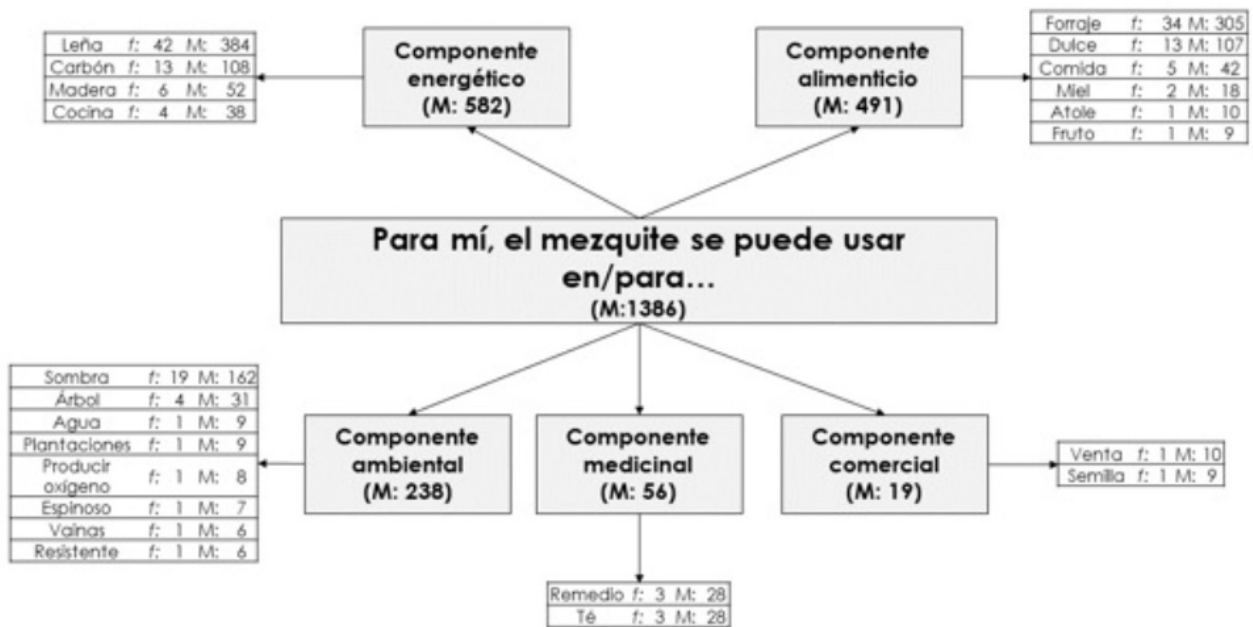 Leña f: 42 M: 384
Carbón f: 13 M: 108
Madera f: 6 M: 52
Cocina f: 4 M: 38
Componente
energético
(M: 582)
Componente
alimenticio
(M: 491)
Forraje f: 34 M: 305
Dulce f: 13 M: 107
Comida f: 5 M: 42
Miel f: 2 M: 18
Atole f: 1 M: 10
Fruto f: 1 M: 9
Para mí, el mezquite se puede usar
en/para...
(M:1386)
Sombra f: 19 M: 162
Árbol f: 4 M: 31
Agua f: 1 M: 9
Plantaciones f: 1 M: 9
Producir
oxígeno f: 1 M: 8
Espinoso f: 1 M: 7
Vainas f: 1 M: 6
Resistente f: 1 M: 6
Componente
ambiental
(M: 238)
Componente
medicinal
(M: 56)
Componente
comercial
(M: 19)
Venta f: 1 M: 10
Semilla f: 1 M: 9
Remedio f: 3 M: 28
Té f: 3 M: 28